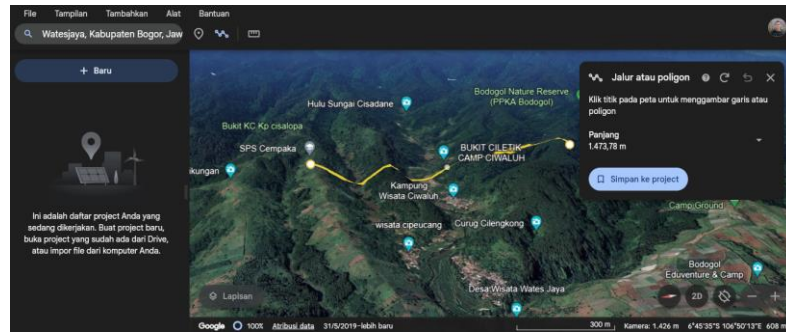 File Tampilan Tambahkan Alat Bantuan
Watesjaya, Kabupaten Bogor, Jaw
+ Baru
Ini adalah daftar project Anda yang
sedang dikerjakan. Buat project baru,
buka project yang sudah ada dari Drive,
atau impor file dari komputer Anda.
Jalur atau poligon
Klik titik pada peta untuk menggambar garis atau
poligon
Panjang
1.473,78 m
Simpan ke project
Bodogol Nature Reserve
(PPKA Bodogol)
Hulu Sungai Cisadane
Bukit KC Kp cisalopa
SPS Cempaka
BUKIT CILETIK
CAMP CIWALUH
kungan
Kampung
Wisata Ciwaluh
wisata cipeucang
Curug Cilengkong
Camp Ground
Bodogol
Eduventure & Camp
Desa Wisata Wates Jaya
Lapisan
2D
Google 100% Atribusi data 31/5/2019-lebih baru
300 m Kamera: 1.426 m 6°45'35"S 106°50'13"E 608 m